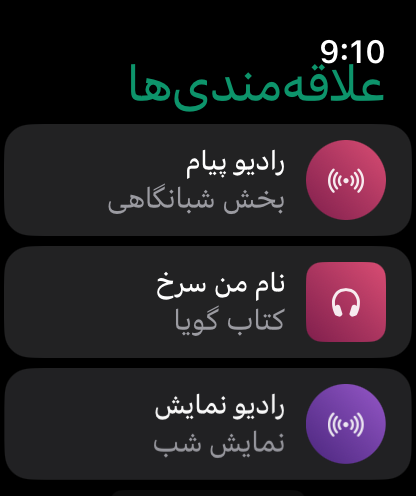 9:10
علاقه‌مندی‌ها
رادیو پیام
بخش شبانگاهی
نام من سرخ
کتاب گویا
رادیو نمایش
نمایش شب